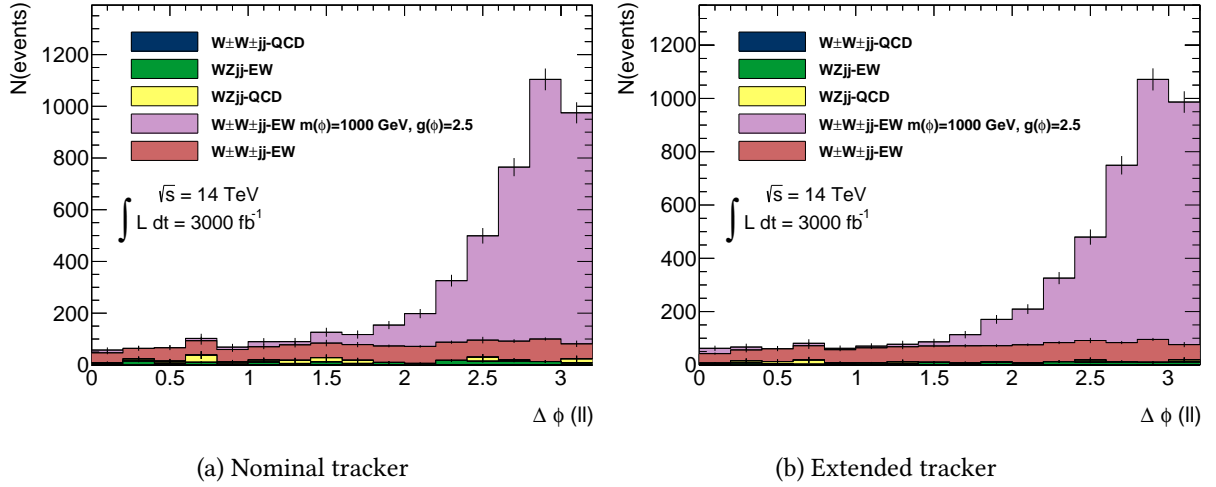 N(events)
1200
1000
800
600
400
200
0
W±W±jj-QCD
WZjj-EW
WZjj-QCD
W±W±jj-EW m(ϕ)=1000 GeV, g(ϕ)=2.5
W±W±jj-EW
√s = 14 TeV
∫ L dt = 3000 fb⁻¹
0 0.5 1 1.5 2 2.5 3
Δ ϕ (ll)
(a) Nominal tracker
N(events)
1200
1000
800
600
400
200
0
W±W±jj-QCD
WZjj-EW
WZjj-QCD
W±W±jj-EW m(ϕ)=1000 GeV, g(ϕ)=2.5
W±W±jj-EW
√s = 14 TeV
∫ L dt = 3000 fb⁻¹
0 0.5 1 1.5 2 2.5 3
Δ ϕ (ll)
(b) Extended tracker